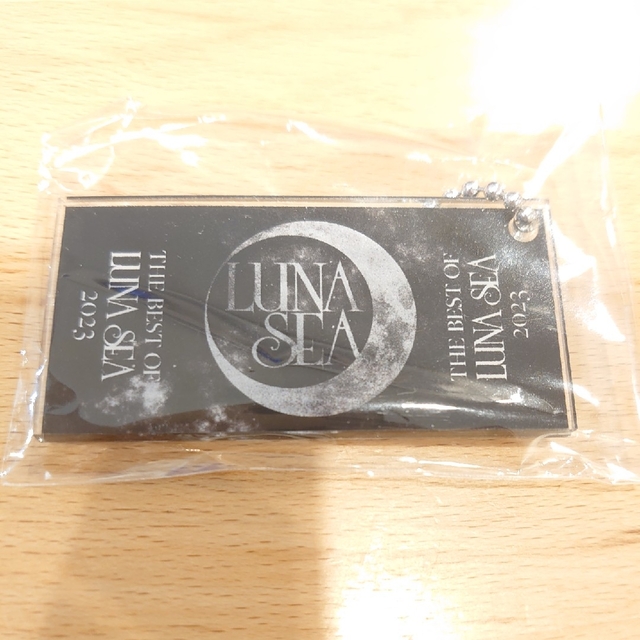 THE BEST OF
LUNA SEA
2023
LUNA
SEA
THE BEST OF
LUNA SEA
2023